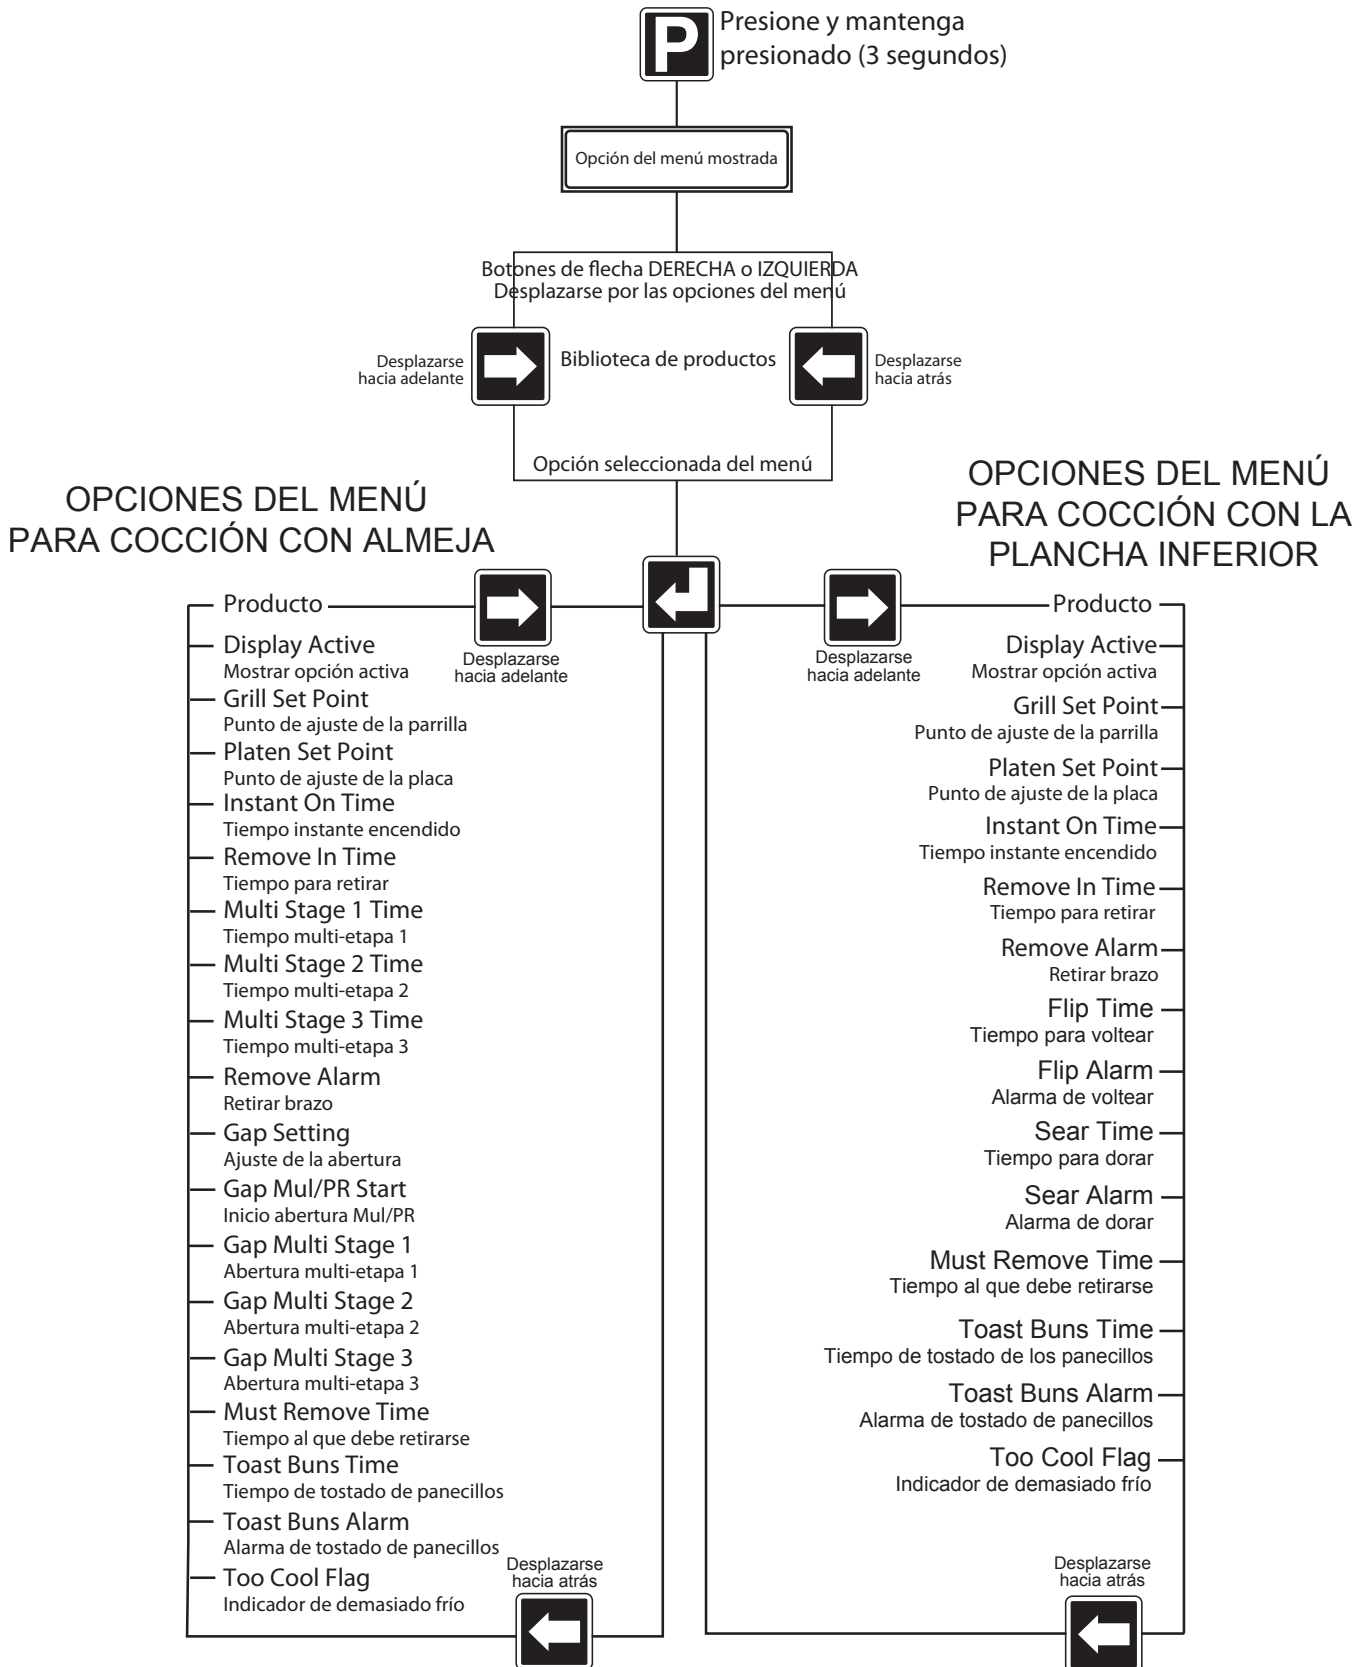 P
Presione y mantenga
presionado (3 segundos)
Opción del menú mostrada
Botones de flecha DERECHA o IZQUIERDA
Desplazarse por las opciones del menú
Desplazarse
hacia adelante
Biblioteca de productos
Desplazarse
hacia atrás
Opción seleccionada del menú
OPCIONES DEL MENÚ
PARA COCCIÓN CON ALMEJA
Producto
Desplazarse
hacia adelante
Display Active
Mostrar opción activa
Grill Set Point
Punto de ajuste de la parrilla
Platen Set Point
Punto de ajuste de la placa
Instant On Time
Tiempo instante encendido
Remove In Time
Tiempo para retirar
Multi Stage 1 Time
Tiempo multi-etapa 1
Multi Stage 2 Time
Tiempo multi-etapa 2
Multi Stage 3 Time
Tiempo multi-etapa 3
Remove Alarm
Retirar brazo
Gap Setting
Ajuste de la abertura
Gap Mul/PR Start
Inicio abertura Mul/PR
Gap Multi Stage 1
Abertura multi-etapa 1
Gap Multi Stage 2
Abertura multi-etapa 2
Gap Multi Stage 3
Abertura multi-etapa 3
Must Remove Time
Tiempo al que debe retirarse
Toast Buns Time
Tiempo de tostado de panecillos
Toast Buns Alarm
Alarma de tostado de panecillos
Too Cool Flag
Indicador de demasiado frío
Desplazarse
hacia atrás
OPCIONES DEL MENÚ
PARA COCCIÓN CON LA
PLANCHA INFERIOR
Desplazarse
hacia adelante
Producto
Display Active
Mostrar opción activa
Grill Set Point
Punto de ajuste de la parrilla
Platen Set Point
Punto de ajuste de la placa
Instant On Time
Tiempo instante encendido
Remove In Time
Tiempo para retirar
Remove Alarm
Retirar brazo
Flip Time
Tiempo para voltear
Flip Alarm
Alarma de voltear
Sear Time
Tiempo para dorar
Sear Alarm
Alarma de dorar
Must Remove Time
Tiempo al que debe retirarse
Toast Buns Time
Tiempo de tostado de los panecillos
Toast Buns Alarm
Alarma de tostado de panecillos
Too Cool Flag
Indicador de demasiado frío
Desplazarse
hacia atrás